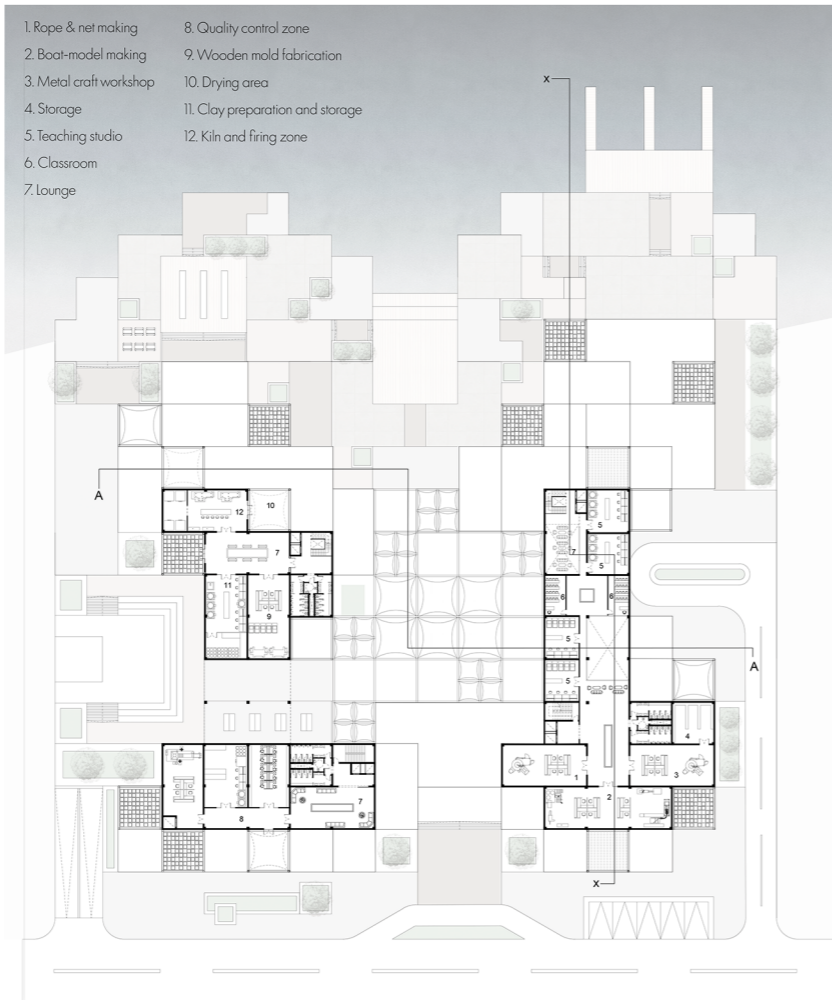 1. Rope & net making
2. Boat-model making
3. Metal craft workshop
4. Storage
5. Teaching studio
6. Classroom
7. Lounge
8. Quality control zone
9. Wooden mold fabrication
10. Drying area
11. Clay preparation and storage
12. Kiln and firing zone
x
A
12
10
5
7
7
5
11
9
6
6
5
5
A
4
1
3
7
2
8
x